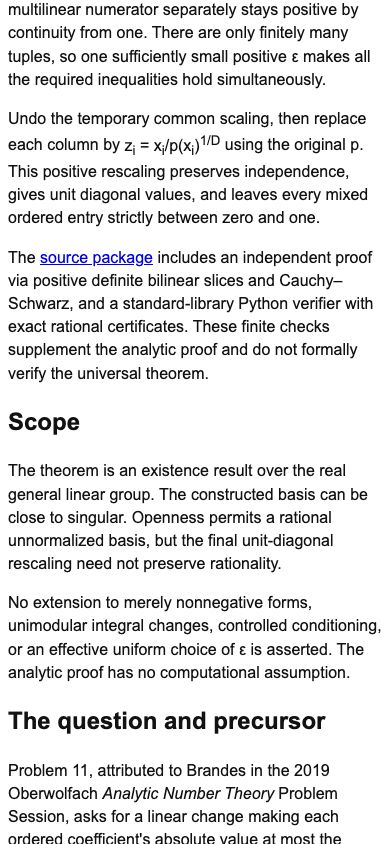 multilinear numerator separately stays positive by
continuity from one. There are only finitely many
tuples, so one sufficiently small positive ε makes all
the required inequalities hold simultaneously.
Undo the temporary common scaling, then replace
each column by zᵢ = xᵢ/p(xᵢ)¹/ᴰ using the original p.
This positive rescaling preserves independence,
gives unit diagonal values, and leaves every mixed
ordered entry strictly between zero and one.
The source package includes an independent proof
via positive definite bilinear slices and Cauchy–
Schwarz, and a standard-library Python verifier with
exact rational certificates. These finite checks
supplement the analytic proof and do not formally
verify the universal theorem.
Scope
The theorem is an existence result over the real
general linear group. The constructed basis can be
close to singular. Openness permits a rational
unnormalized basis, but the final unit-diagonal
rescaling need not preserve rationality.
No extension to merely nonnegative forms,
unimodular integral changes, controlled conditioning,
or an effective uniform choice of ε is asserted. The
analytic proof has no computational assumption.
The question and precursor
Problem 11, attributed to Brandes in the 2019
Oberwolfach Analytic Number Theory Problem
Session, asks for a linear change making each
ordered coefficient's absolute value at most the